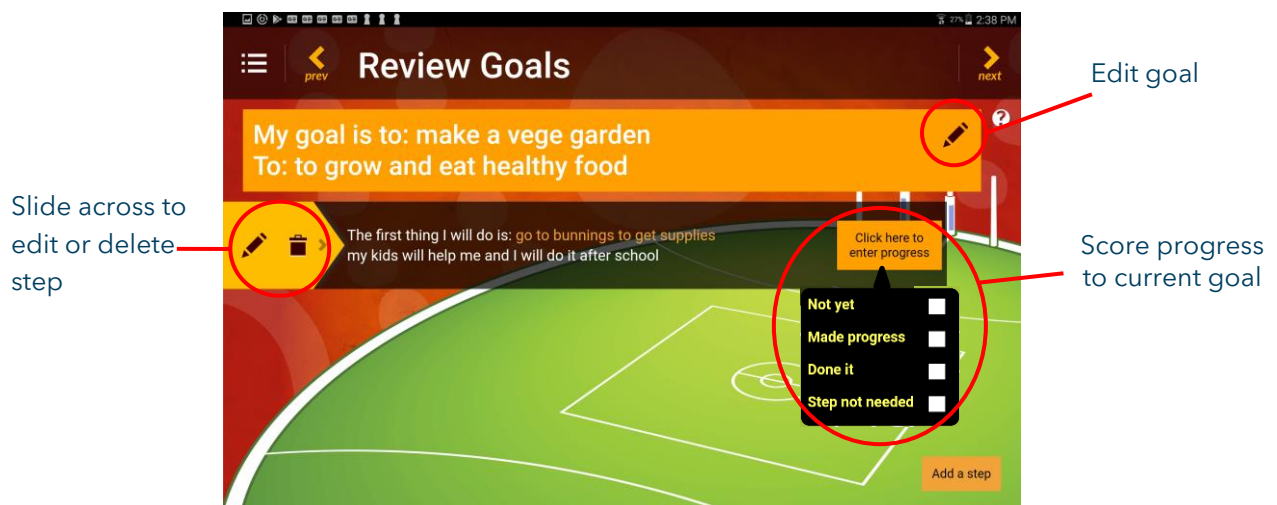 27% 2:38 PM
prev
Review Goals
next
Edit goal
?
My goal is to: make a vege garden
To: to grow and eat healthy food
Slide across to
edit or delete
step
The first thing I will do is: go to bunnings to get supplies
my kids will help me and I will do it after school
Click here to
enter progress
Score progress
to current goal
Not yet
Made progress
Done it
Step not needed
Add a step